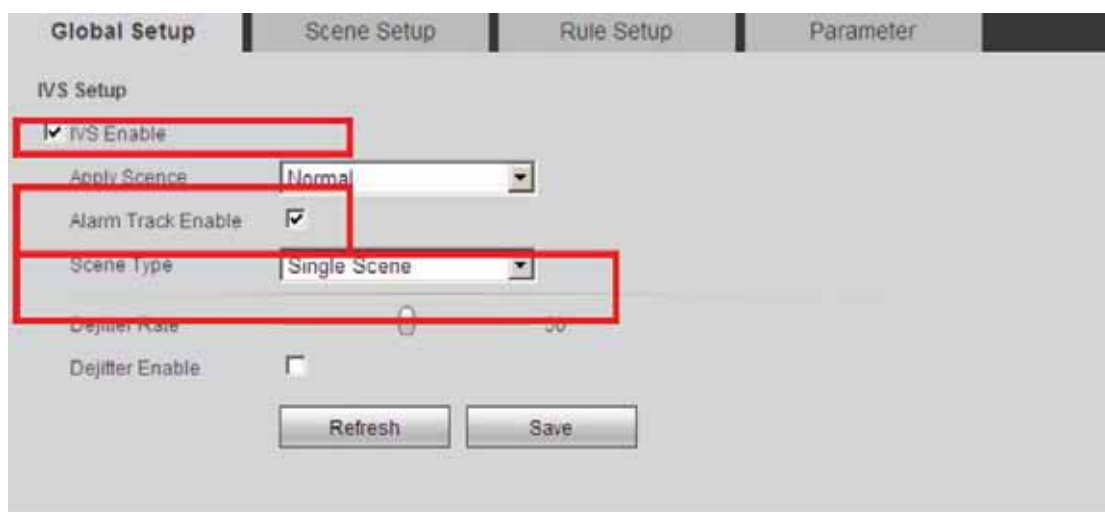 Global Setup Scene Setup Rule Setup Parameter
IVS Setup
IVS Enable
Apply Scence Normal
Alarm Track Enable
Scene Type Single Scene
Dejitter Rate 50
Dejitter Enable
Refresh Save